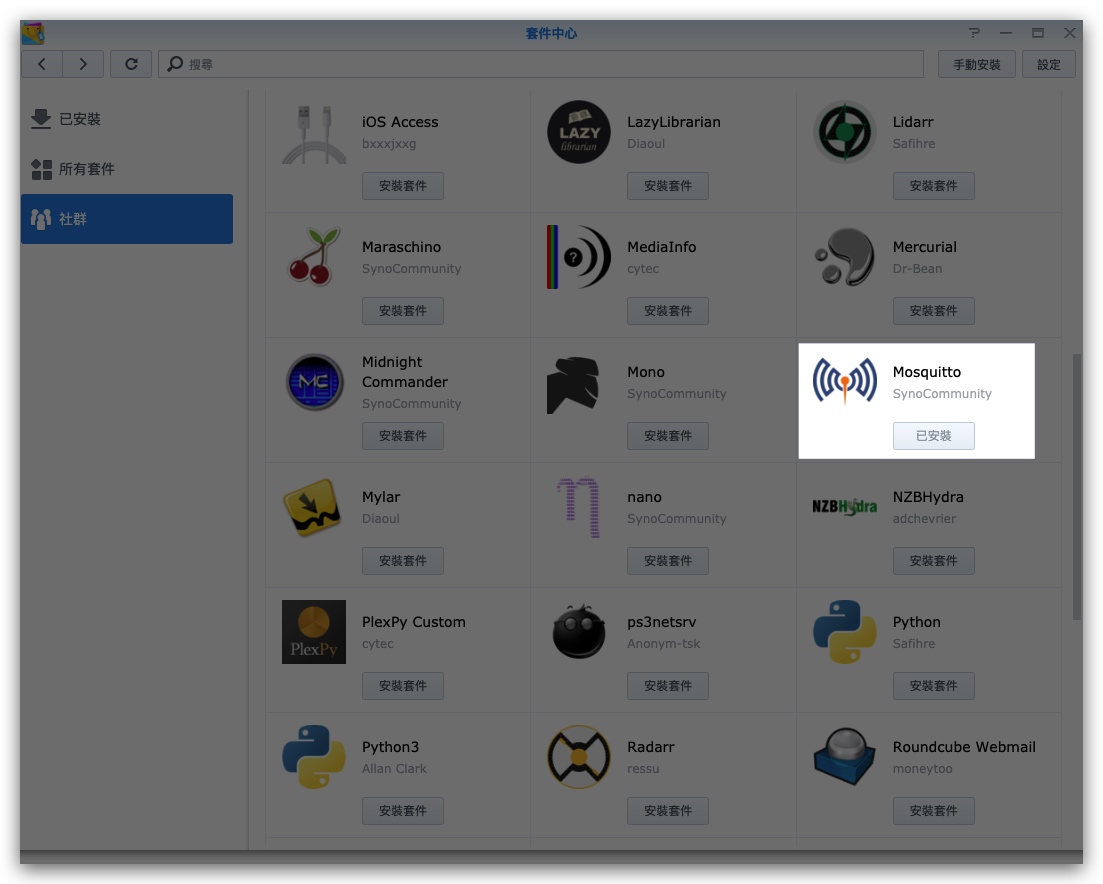 套件中心
搜尋
手動安裝
設定
已安裝
所有套件
社群
iOS Access
bxxxjxxg
安裝套件
LAZY
librarian
LazyLibrarian
Diaoul
安裝套件
Lidarr
Safihre
安裝套件
Maraschino
SynoCommunity
安裝套件
?
MediaInfo
cytec
安裝套件
Mercurial
Dr-Bean
安裝套件
MC
Midnight
Commander
SynoCommunity
安裝套件
Mono
SynoCommunity
安裝套件
Mosquitto
SynoCommunity
已安裝
Mylar
Diaoul
安裝套件
nano
SynoCommunity
安裝套件
NZBHydra
NZBHydra
adchevrier
安裝套件
PlexPy
PlexPy Custom
cytec
安裝套件
ps3netsrv
Anonym-tsk
安裝套件
Python
Safihre
安裝套件
Python3
Allan Clark
安裝套件
Radarr
ressu
安裝套件
Roundcube Webmail
moneytoo
安裝套件